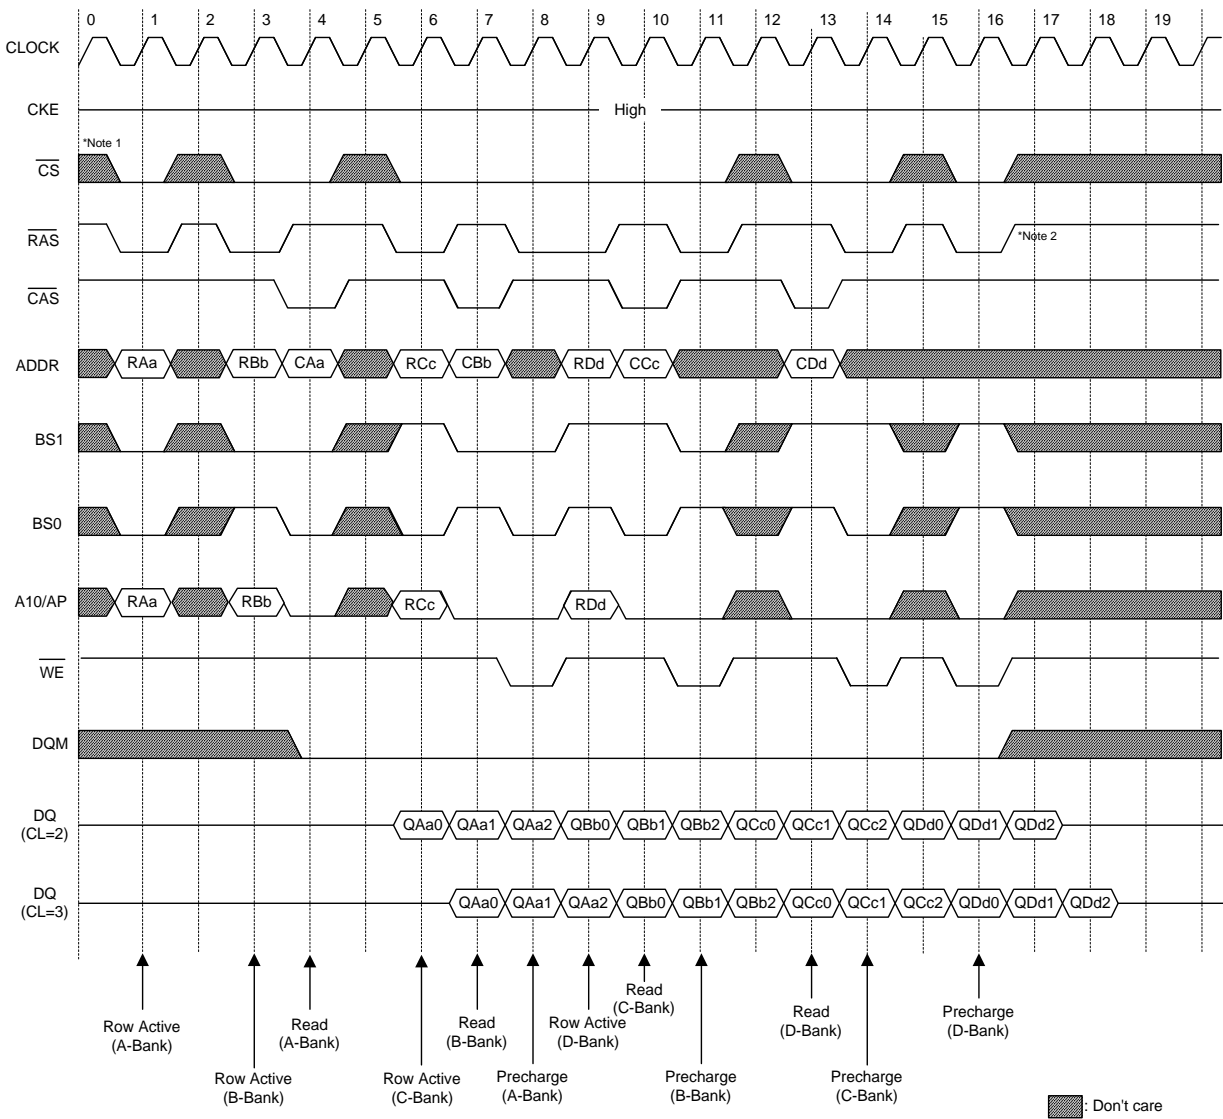 0 1 2 3 4 5 6 7 8 9 10 11 12 13 14 15 16 17 18 19
CLOCK
CKE High
*Note 1
CS
RAS *Note 2
CAS
ADDR RAa RBb CAa RCc CBb RDd CCc CDd
BS1
BS0
A10/AP RAa RBb RCc RDd
WE
DQM
DQ
(CL=2) QAa0 QAa1 QAa2 QBb0 QBb1 QBb2 QCc0 QCc1 QCc2 QDd0 QDd1 QDd2
DQ
(CL=3) QAa0 QAa1 QAa2 QBb0 QBb1 QBb2 QCc0 QCc1 QCc2 QDd0 QDd1 QDd2
Row Active
(A-Bank)
Row Active
(B-Bank)
Read
(A-Bank)
Row Active
(C-Bank)
Read
(B-Bank)
Precharge
(A-Bank)
Row Active
(D-Bank)
Read
(C-Bank)
Precharge
(B-Bank)
Read
(D-Bank)
Precharge
(C-Bank)
Precharge
(D-Bank)
: Don't care